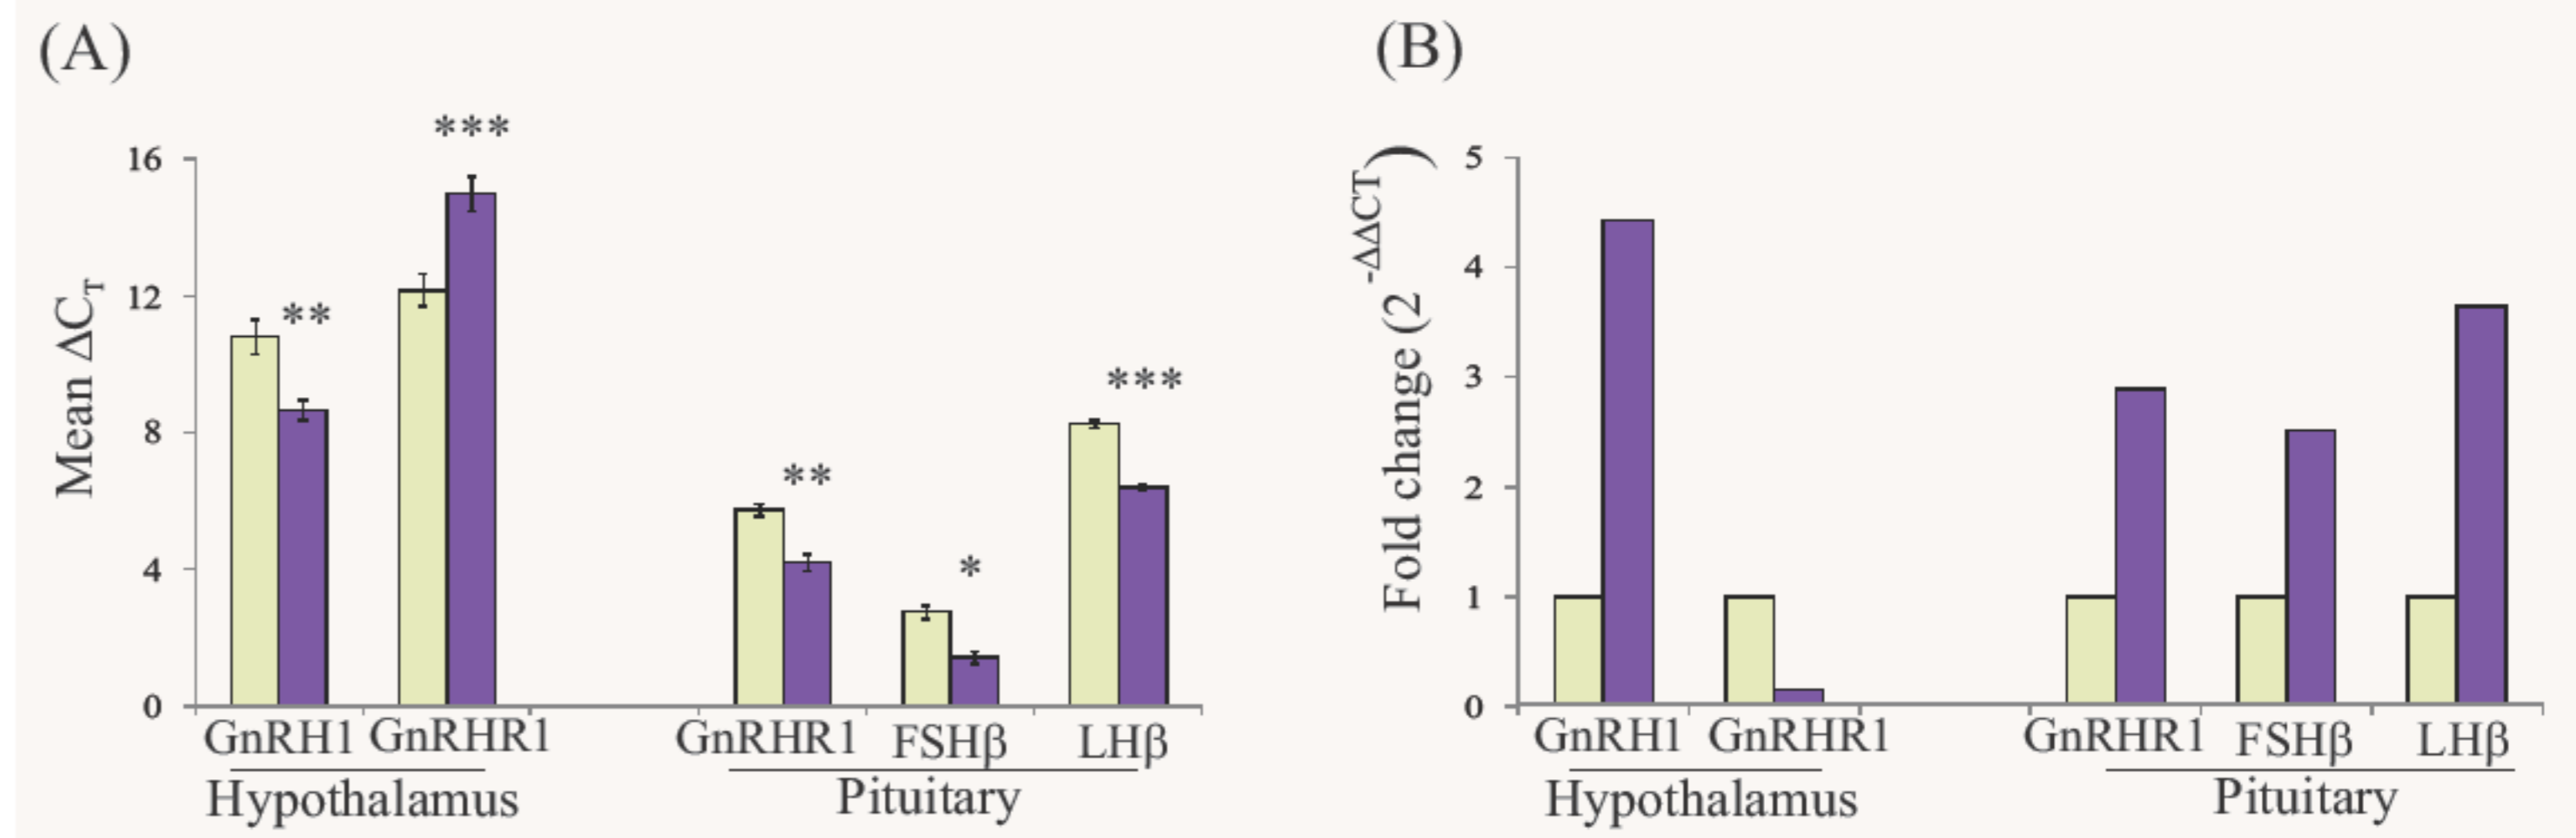 (A)
Mean ΔCT
16
12
8
4
0
***
**
**
*
***
GnRH1 GnRHR1 GnRHR1 FSHβ LHβ
Hypothalamus Pituitary
(B)
Fold change (2-ΔΔCT)
5
4
3
2
1
0
GnRH1 GnRHR1 GnRHR1 FSHβ LHβ
Hypothalamus Pituitary